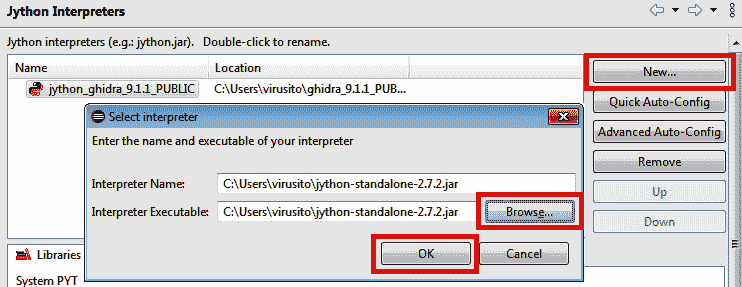 Jython Interpreters
Jython interpreters (e.g.: jython.jar). Double-click to rename.
Name Location
jython_ghidra_9.1.1_PUBLIC C:\Users\virusito\ghidra_9.1.1_PUB...
New...
Quick Auto-Config
Advanced Auto-Config
Remove
Up
Down
Select interpreter
Enter the name and executable of your interpreter
Interpreter Name: C:\Users\virusito\jython-standalone-2.7.2.jar
Interpreter Executable: C:\Users\virusito\jython-standalone-2.7.2.jar Browse...
OK Cancel
Libraries
System PYT